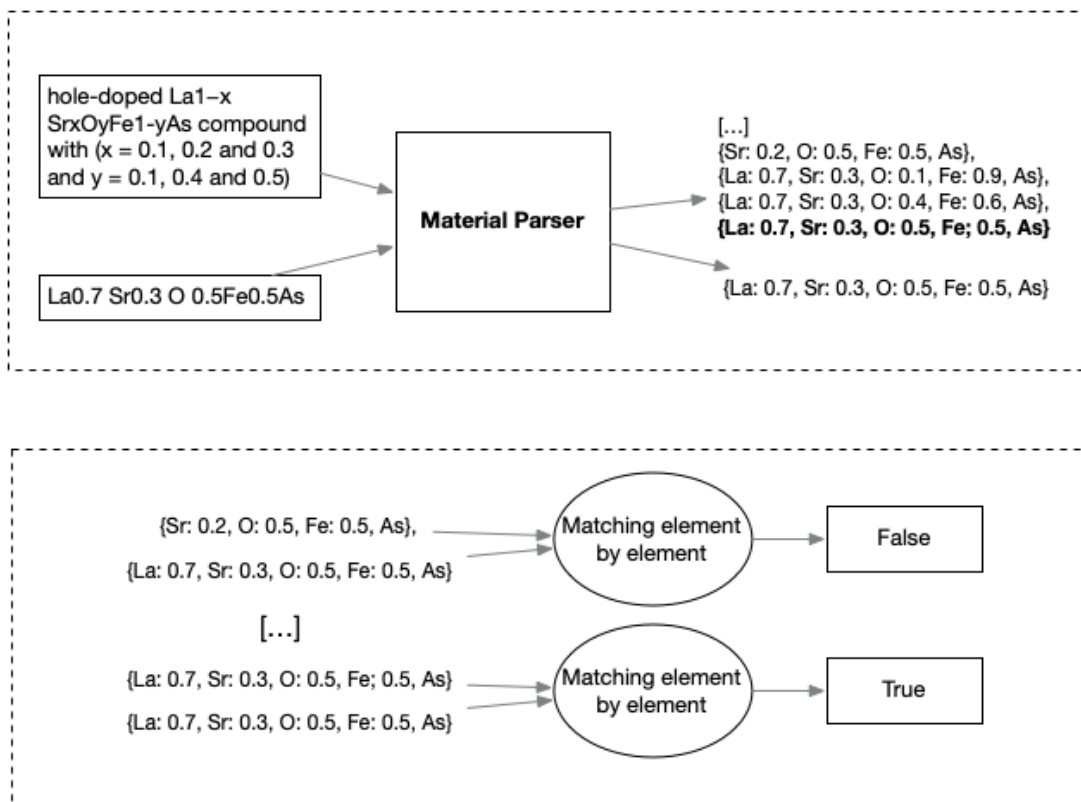 hole-doped La1–x
SrxOyFe1-yAs compound
with (x = 0.1, 0.2 and 0.3
and y = 0.1, 0.4 and 0.5)
La0.7 Sr0.3 O 0.5Fe0.5As
Material Parser
[...]
{Sr: 0.2, O: 0.5, Fe: 0.5, As},
{La: 0.7, Sr: 0.3, O: 0.1, Fe: 0.9, As},
{La: 0.7, Sr: 0.3, O: 0.4, Fe: 0.6, As},
{La: 0.7, Sr: 0.3, O: 0.5, Fe; 0.5, As}
{La: 0.7, Sr: 0.3, O: 0.5, Fe: 0.5, As}
{Sr: 0.2, O: 0.5, Fe: 0.5, As},
{La: 0.7, Sr: 0.3, O: 0.5, Fe: 0.5, As}
Matching element
by element
False
[...]
{La: 0.7, Sr: 0.3, O: 0.5, Fe; 0.5, As}
{La: 0.7, Sr: 0.3, O: 0.5, Fe: 0.5, As}
Matching element
by element
True